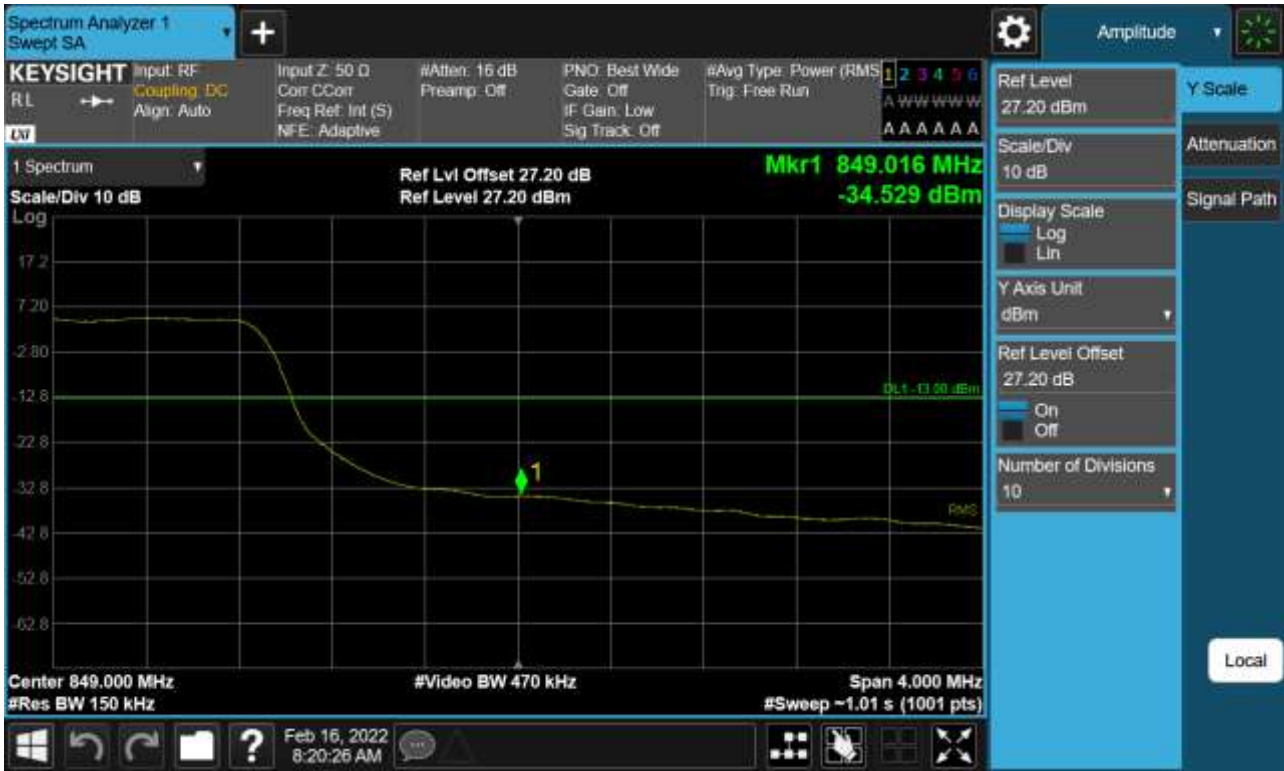 Spectrum Analyzer 1
Swept SA
Amplitude
KEYSIGHT
RL
LXI
Input: RF
Coupling: DC
Align: Auto
Input Z: 50 Ω
Corr CCorr
Freq Ref: Int (S)
NFE: Adaptive
#Atten: 16 dB
Preamp: Off
PNO: Best Wide
Gate: Off
IF Gain: Low
Sig Track: Off
#Avg Type: Power (RMS
Trig: Free Run
1 2 3 4 5 6
A W W W W W
A A A A A A
1 Spectrum
Scale/Div 10 dB
Ref Lvl Offset 27.20 dB
Ref Level 27.20 dBm
Mkr1 849.016 MHz
-34.529 dBm
Log
17.2
7.20
-2.80
-12.8
-22.8
-32.8
-42.8
-52.8
-62.8
DL1 -13.00 dBm
1
RMS
Center 849.000 MHz
#Res BW 150 kHz
#Video BW 470 kHz
Span 4.000 MHz
#Sweep ~1.01 s (1001 pts)
Ref Level
27.20 dBm
Scale/Div
10 dB
Display Scale
Log
Lin
Y Axis Unit
dBm
Ref Level Offset
27.20 dB
On
Off
Number of Divisions
10
Y Scale
Attenuation
Signal Path
Local
?
Feb 16, 2022
8:20:26 AM